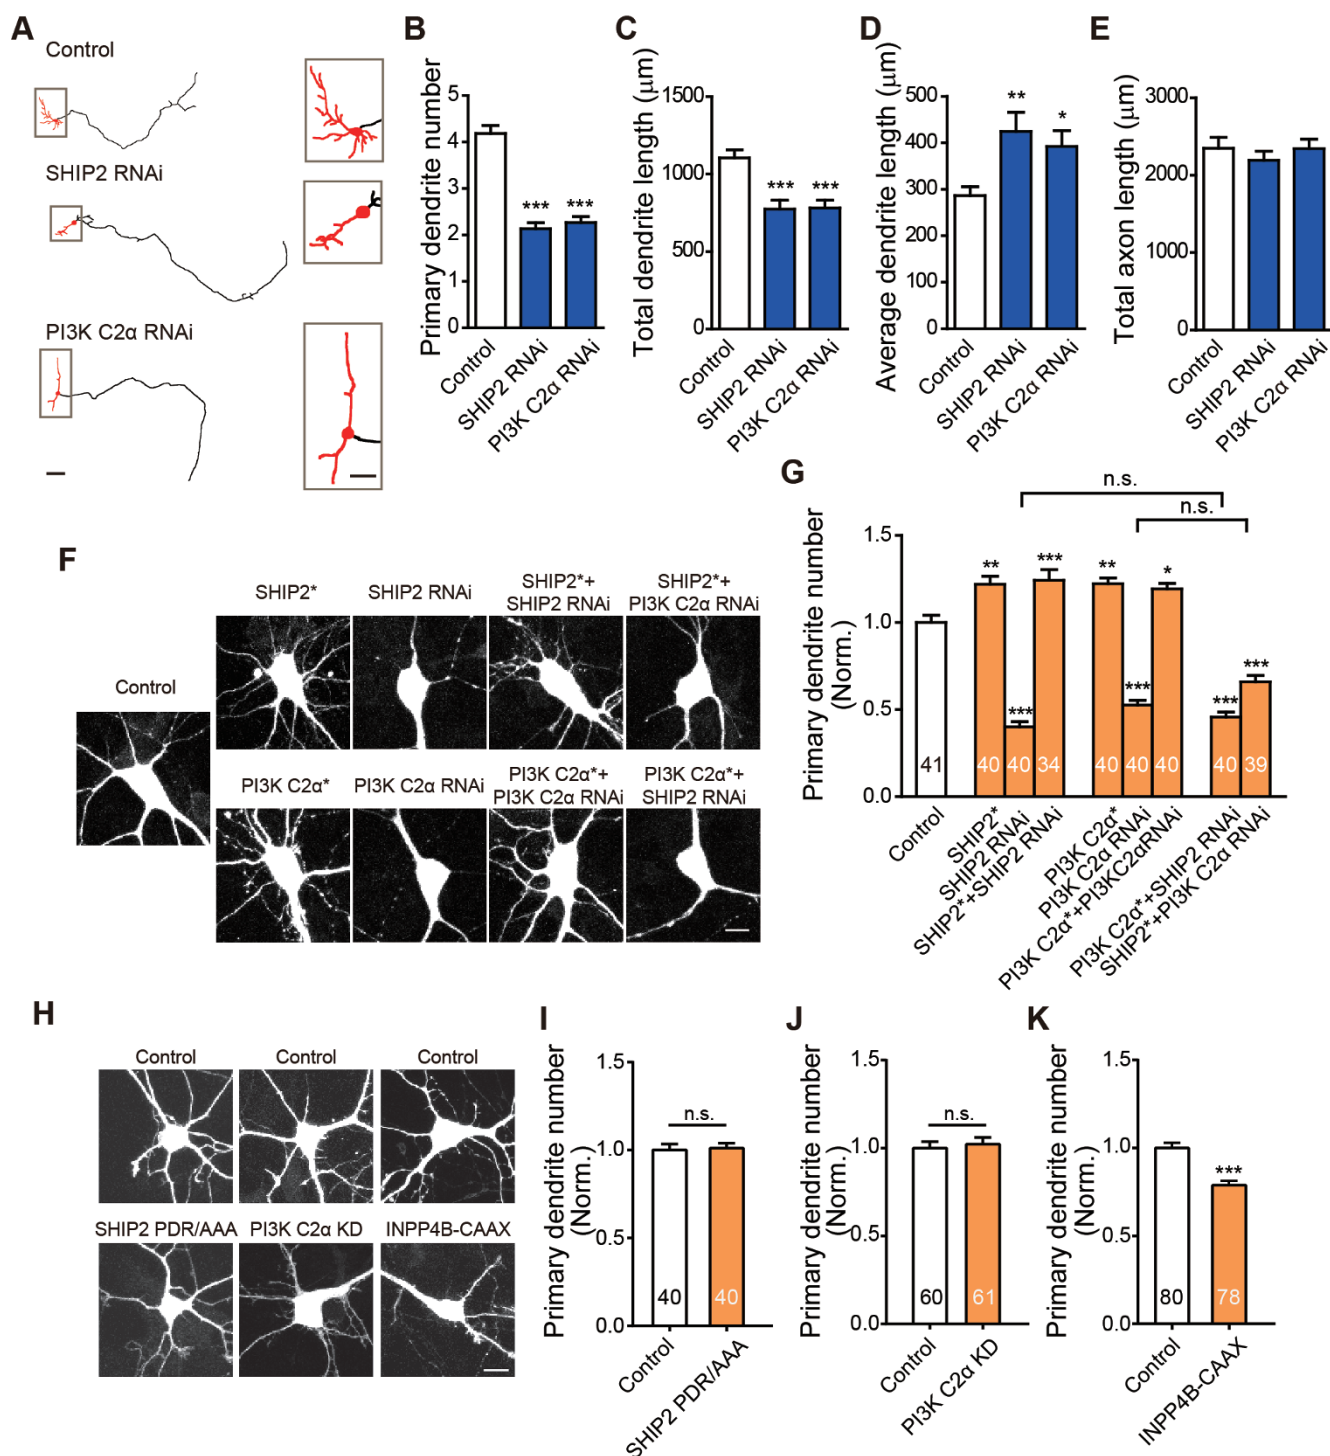 A
Control
SHIP2 RNAi
PI3K C2α RNAi
B
Primary dendrite number
5
4
3
2
1
0
***
***
Control
SHIP2 RNAi
PI3K C2α RNAi
C
Total dendrite length (μm)
1500
1000
500
0
***
***
Control
SHIP2 RNAi
PI3K C2α RNAi
D
Average dendrite length (μm)
500
400
300
200
100
0
**
*
Control
SHIP2 RNAi
PI3K C2α RNAi
E
Total axon length (μm)
3000
2000
1000
0
Control
SHIP2 RNAi
PI3K C2α RNAi
F
Control
SHIP2*
SHIP2 RNAi
SHIP2*+
SHIP2 RNAi
SHIP2*+
PI3K C2α RNAi
PI3K C2α*
PI3K C2α RNAi
PI3K C2α*+
PI3K C2α RNAi
PI3K C2α*+
SHIP2 RNAi
G
n.s.
n.s.
Primary dendrite number
(Norm.)
1.5
1.0
0.5
0.0
**
***
***
**
***
*
***
***
41
40
40
34
40
40
40
40
39
Control
SHIP2*
SHIP2 RNAi
SHIP2*+SHIP2 RNAi
PI3K C2α*
PI3K C2α RNAi
PI3K C2α*+PI3KC2αRNAi
PI3K C2α*+SHIP2 RNAi
SHIP2*+PI3K C2α RNAi
H
Control
Control
Control
SHIP2 PDR/AAA
PI3K C2α KD
INPP4B-CAAX
I
Primary dendrite number
(Norm.)
1.5
1.0
0.5
0.0
n.s.
40
40
Control
SHIP2 PDR/AAA
J
Primary dendrite number
(Norm.)
1.5
1.0
0.5
0.0
n.s.
60
61
Control
PI3K C2α KD
K
Primary dendrite number
(Norm.)
1.5
1.0
0.5
0.0
***
80
78
Control
INPP4B-CAAX